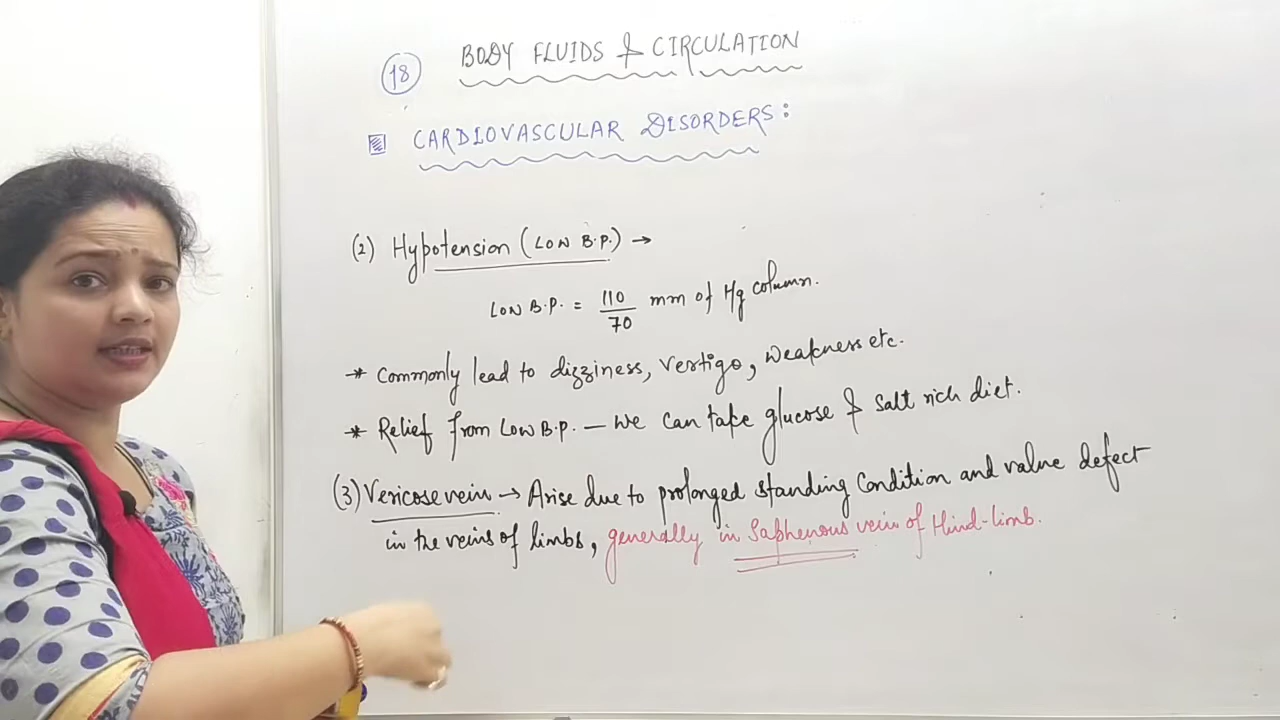 18 BODY FLUIDS & CIRCULATION
CARDIOVASCULAR DISORDERS:
(2) Hypotension (LOW B.P.) →
LOW B.P. = 110/70 mm of Hg column.
* Commonly lead to dizziness, vertigo, weakness etc.
* Relief from LOW B.P. — We can take glucose & salt rich diet.
(3) Vericose vein → Arise due to prolonged standing condition and value defect
in the veins of limbs, generally in Saphenous vein of Hind-limb.